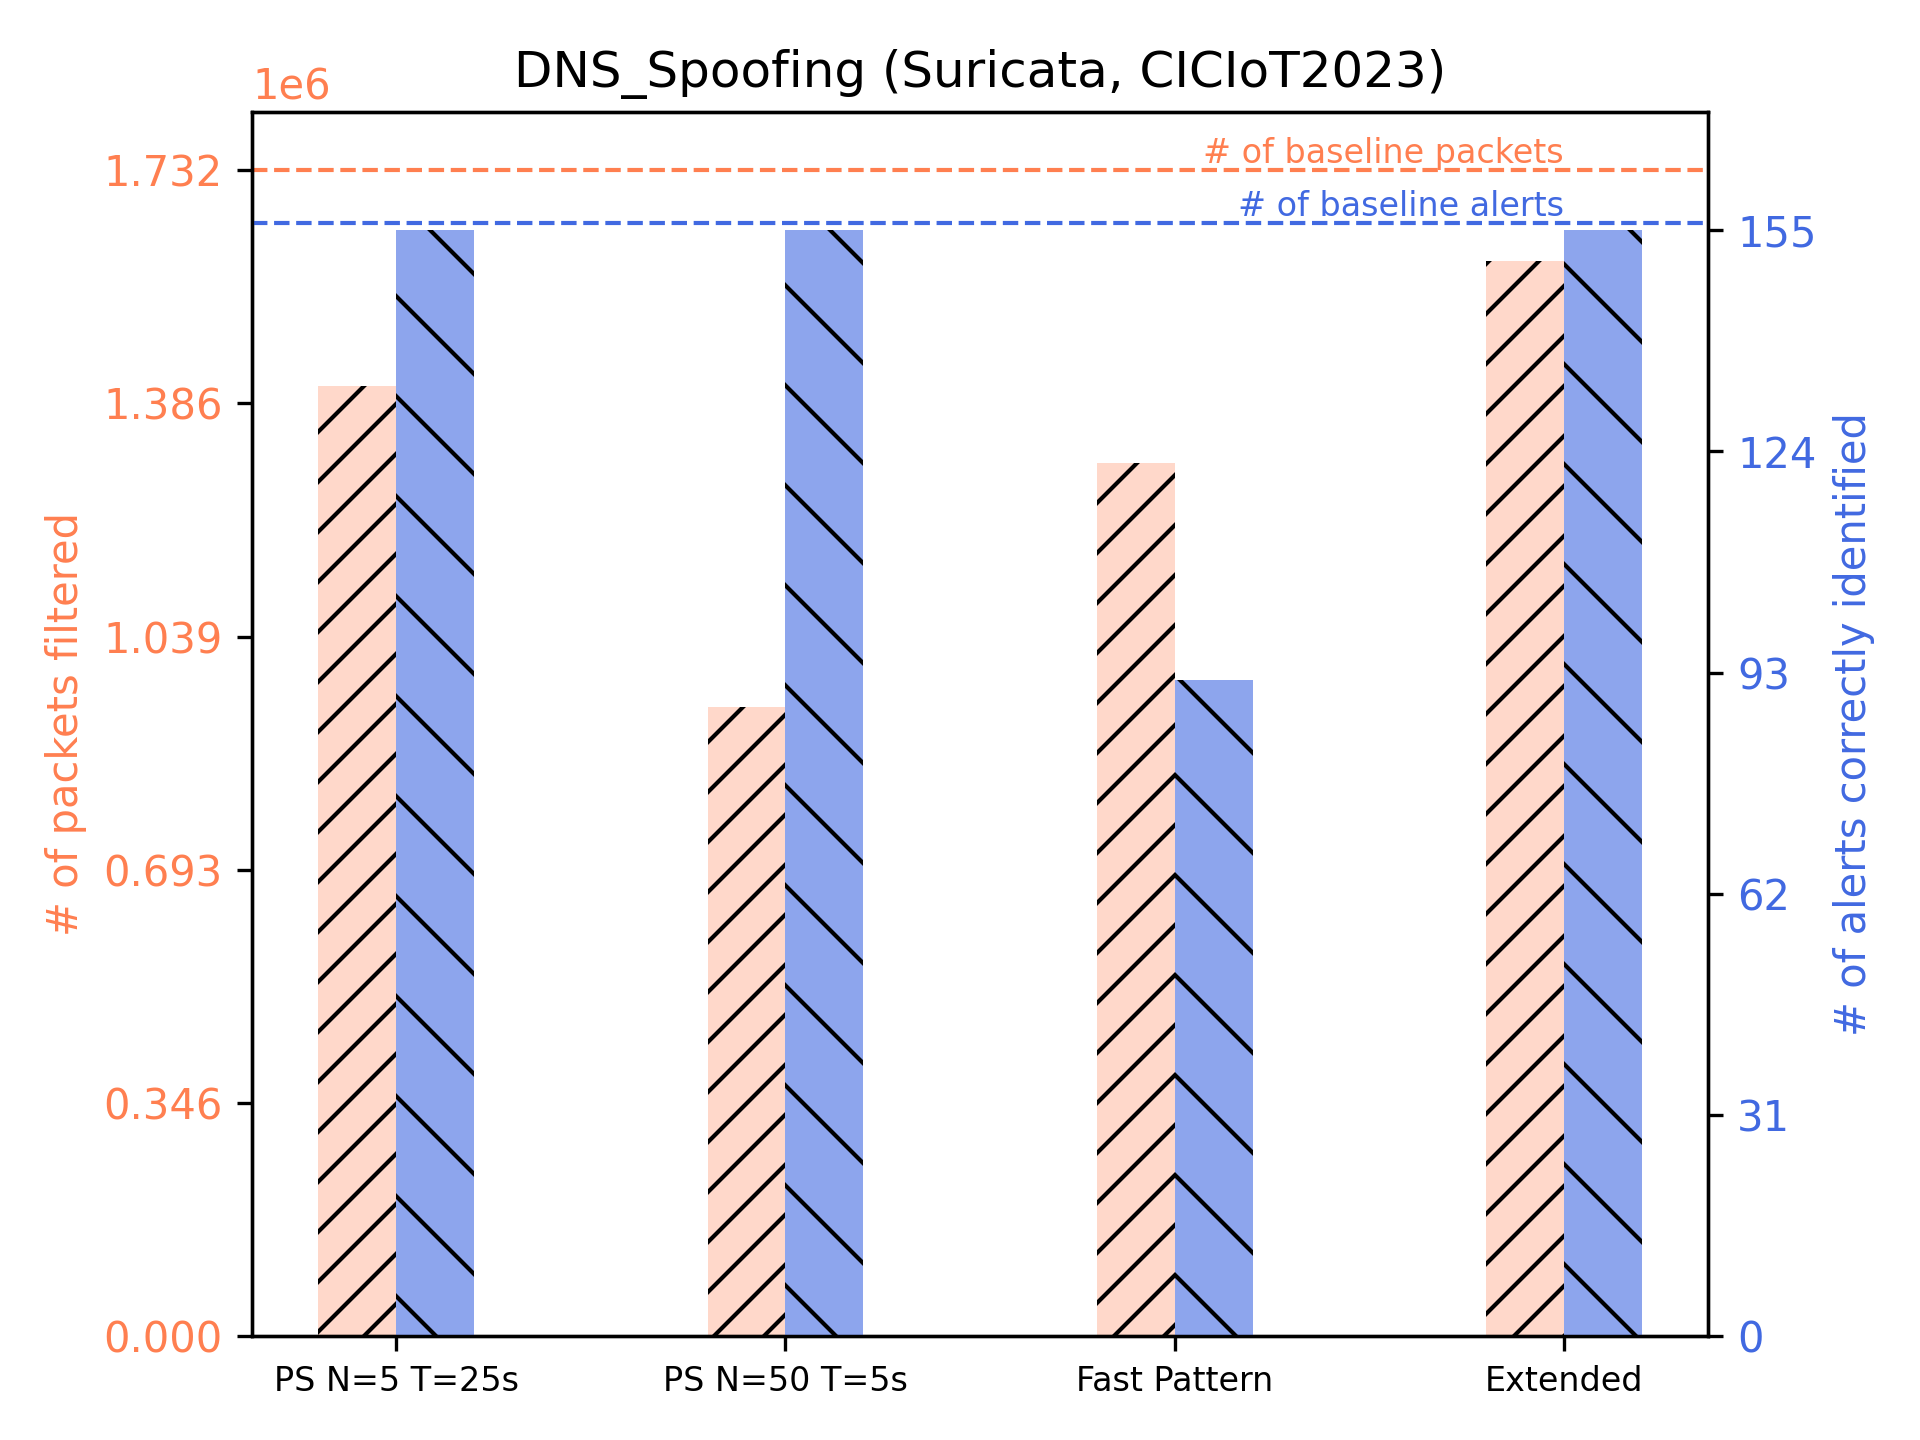 DNS_Spoofing (Suricata, CICIoT2023)
1e6
# of baseline packets
# of baseline alerts
1.732
1.386
1.039
0.693
0.346
0.000
# of packets filtered
155
124
93
62
31
0
# of alerts correctly identified
PS N=5 T=25s
PS N=50 T=5s
Fast Pattern
Extended